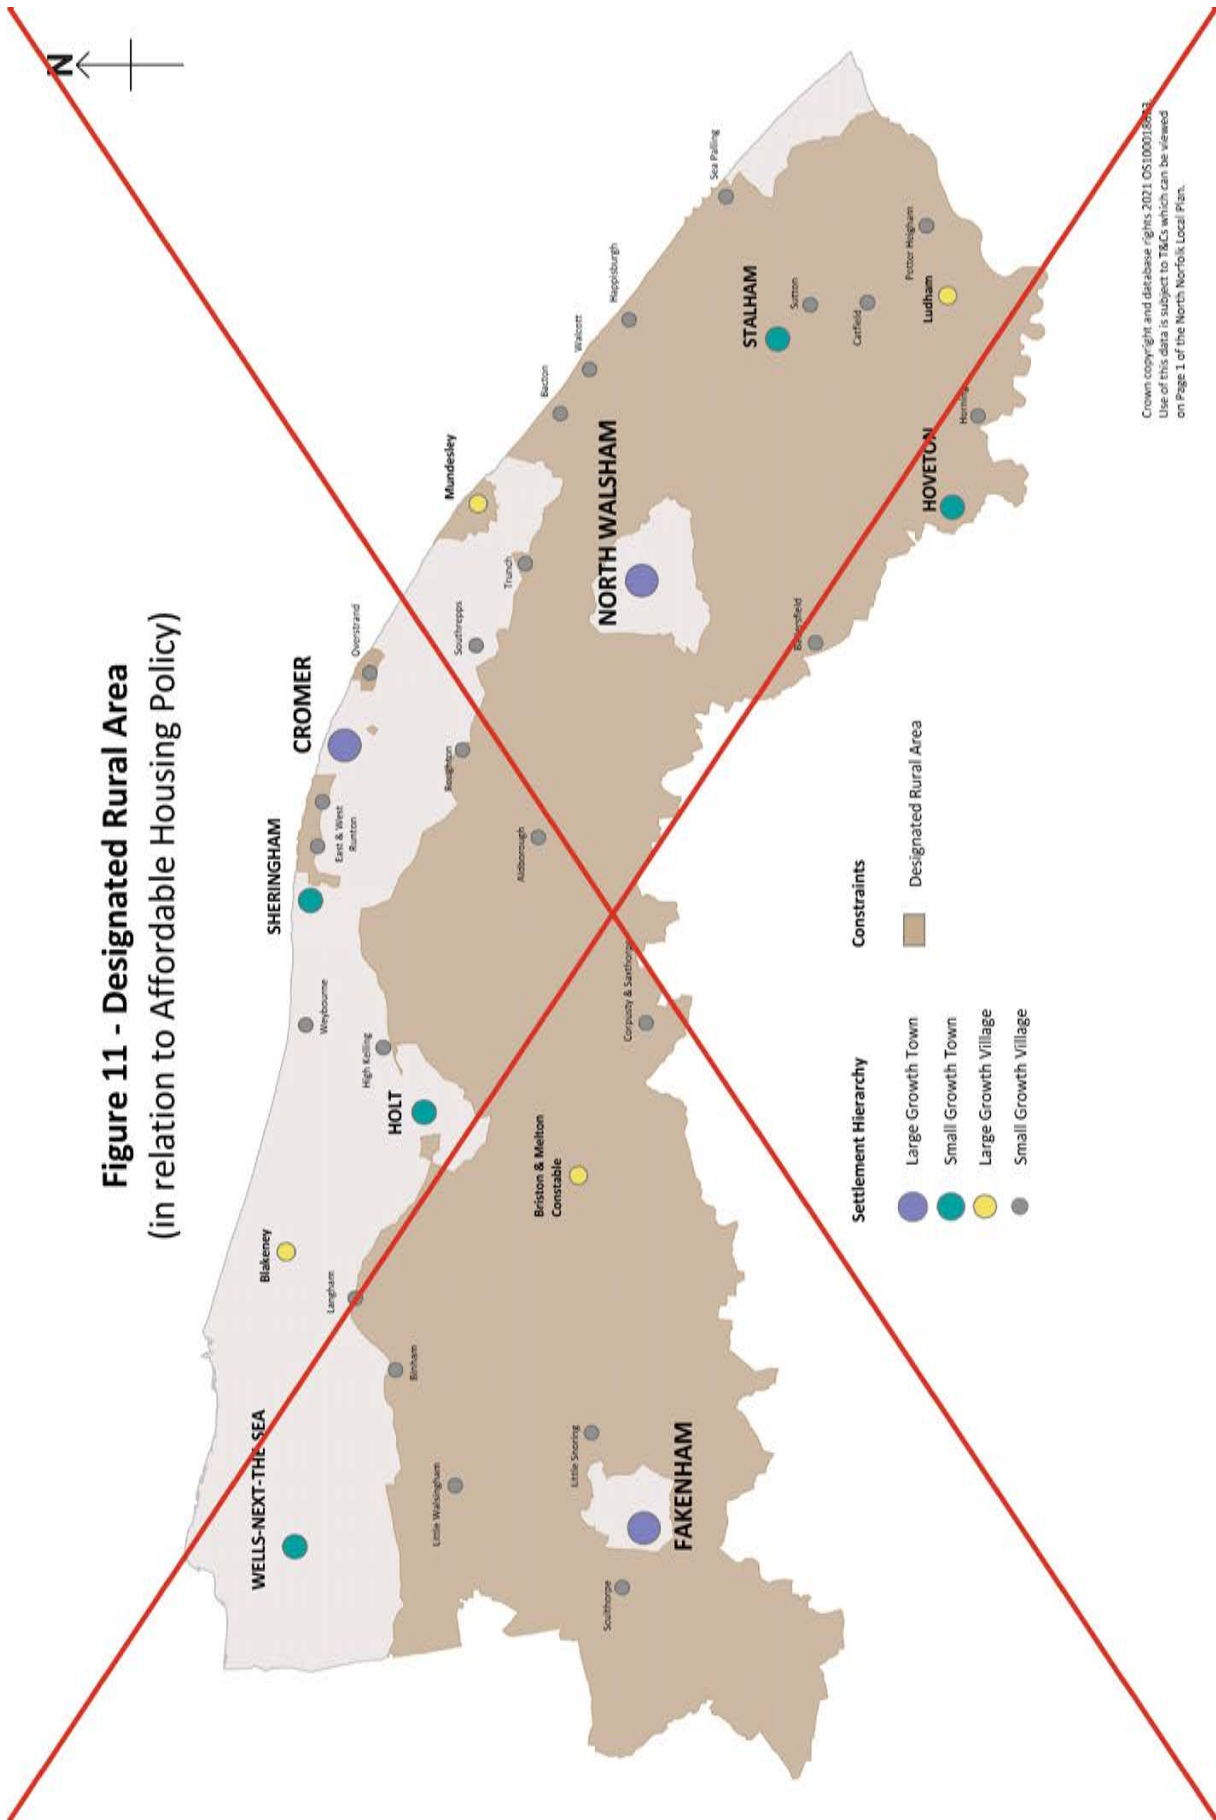 Figure 11 - Designated Rural Area
(in relation to Affordable Housing Policy)
N
WELLS-NEXT-THE-SEA
Blakeney
Langham
Binham
Little Walsingham
Little Snoring
Sculthorpe
FAKENHAM
HOLT
High Kelling
Weybourne
SHERINGHAM
East & West
Runton
CROMER
Overstrand
Roughton
Southrepps
Trunch
Mundesley
Bacton
Walcott
Happisburgh
Sea Palling
Aldborough
Briston & Melton
Constable
Corpusty & Saxthorpe
NORTH WALSHAM
STALHAM
Sutton
Catfield
Potter Heigham
Ludham
Horning
HOVETON
Settlement Hierarchy
Large Growth Town
Small Growth Town
Large Growth Village
Small Growth Village
Constraints
Designated Rural Area
Crown copyright and database rights 2021
Use of this data is subject to T&Cs which can be viewed
on Page 1 of the North Norfolk Local Plan.